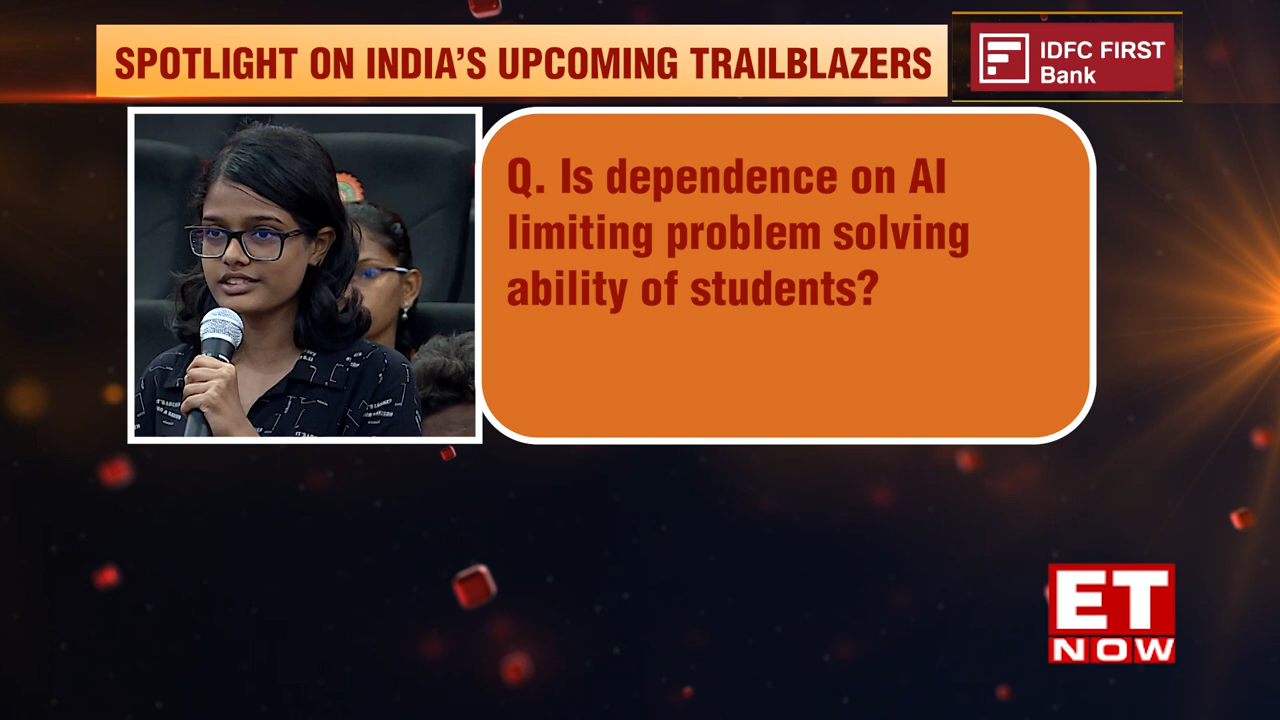 SPOTLIGHT ON INDIA'S UPCOMING TRAILBLAZERS
IDFC FIRST
Bank
Q. Is dependence on AI
limiting problem solving
ability of students?
ET
NOW